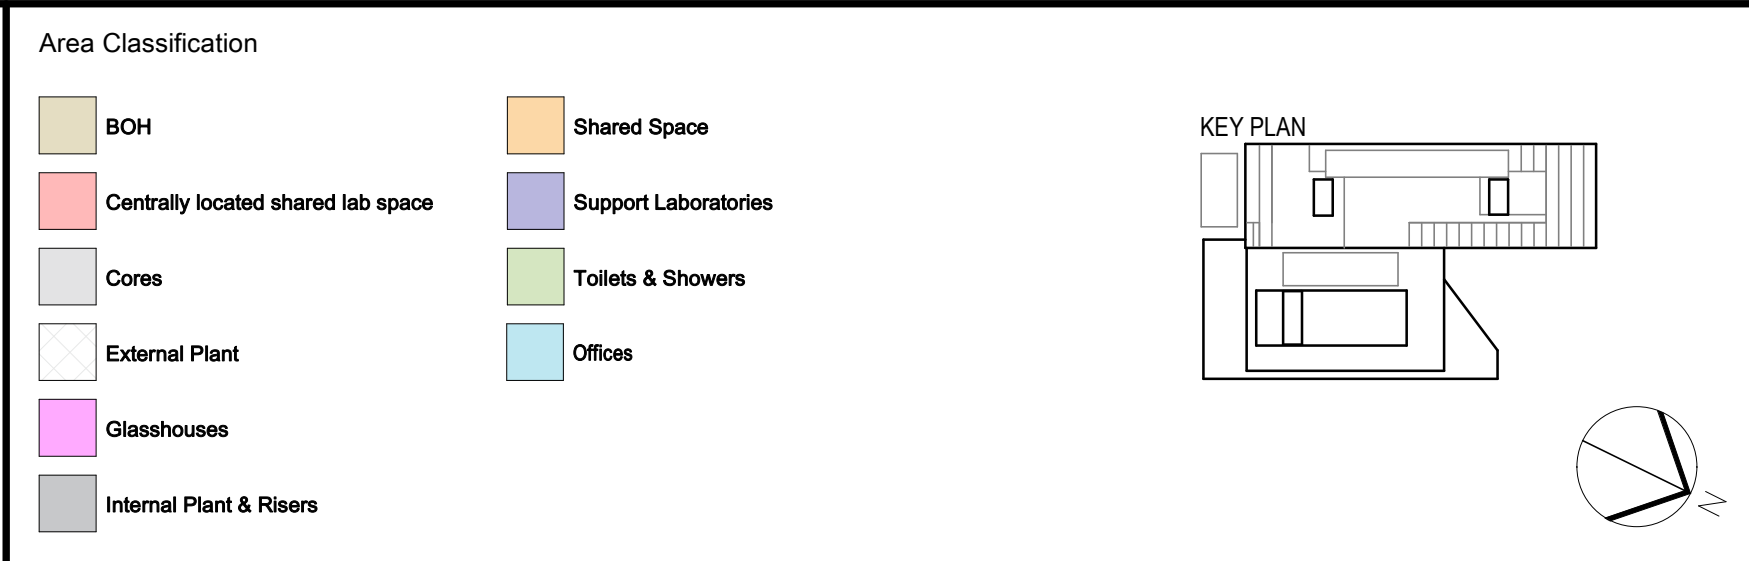 Area Classification
BOH
Centrally located shared lab space
Cores
External Plant
Glasshouses
Internal Plant & Risers
Shared Space
Support Laboratories
Toilets & Showers
Offices
KEY PLAN
N